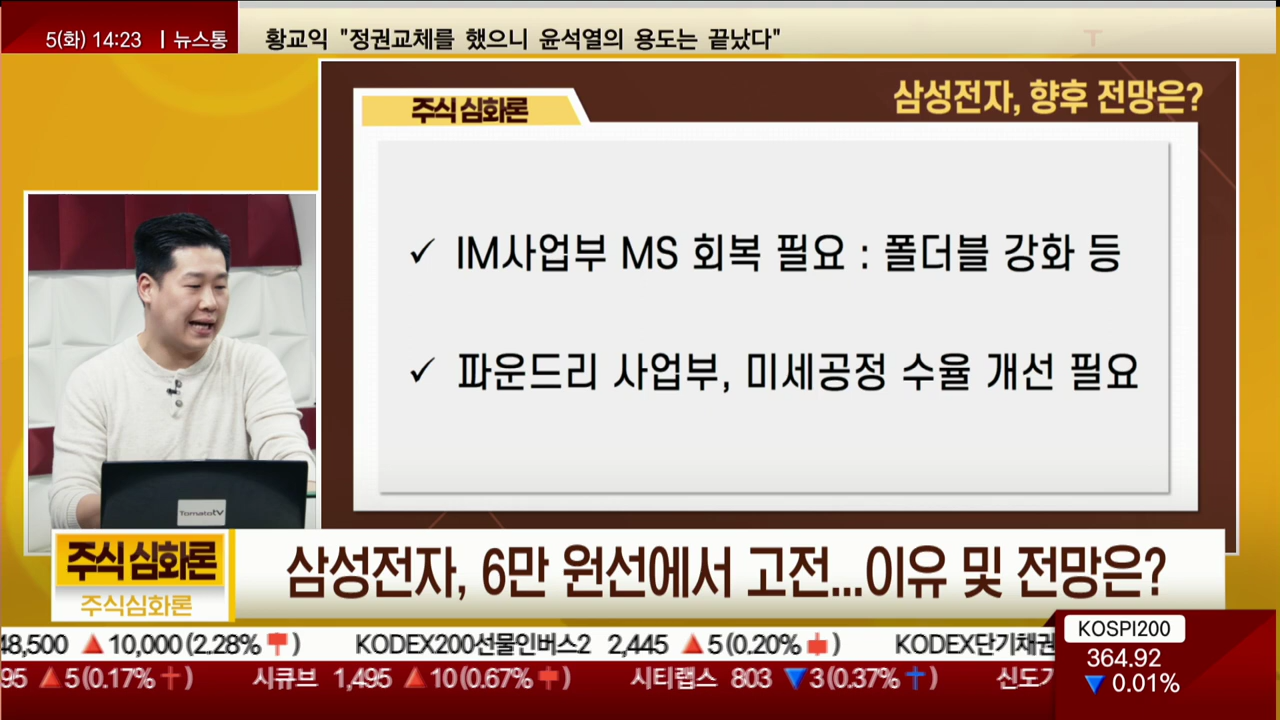 5(화) 14:23 | 뉴스통
황교익 "정권교체를 했으니 윤석열의 용도는 끝났다"
삼성전자, 향후 전망은?
주식 심화론
✓ IM사업부 MS 회복 필요 : 폴더블 강화 등
✓ 파운드리 사업부, 미세공정 수율 개선 필요
TomatoTV
주식 심화론
주식심화론
삼성전자, 6만 원선에서 고전...이유 및 전망은?
48,500 ▲10,000(2.28%) KODEX200선물인버스2 2,445 ▲5(0.20%) KODEX단기채권
95 ▲5(0.17%) 시큐브 1,495 ▲10(0.67%) 시티랩스 803 ▼3(0.37%) 신도기
KOSPI200
364.92
▼0.01%